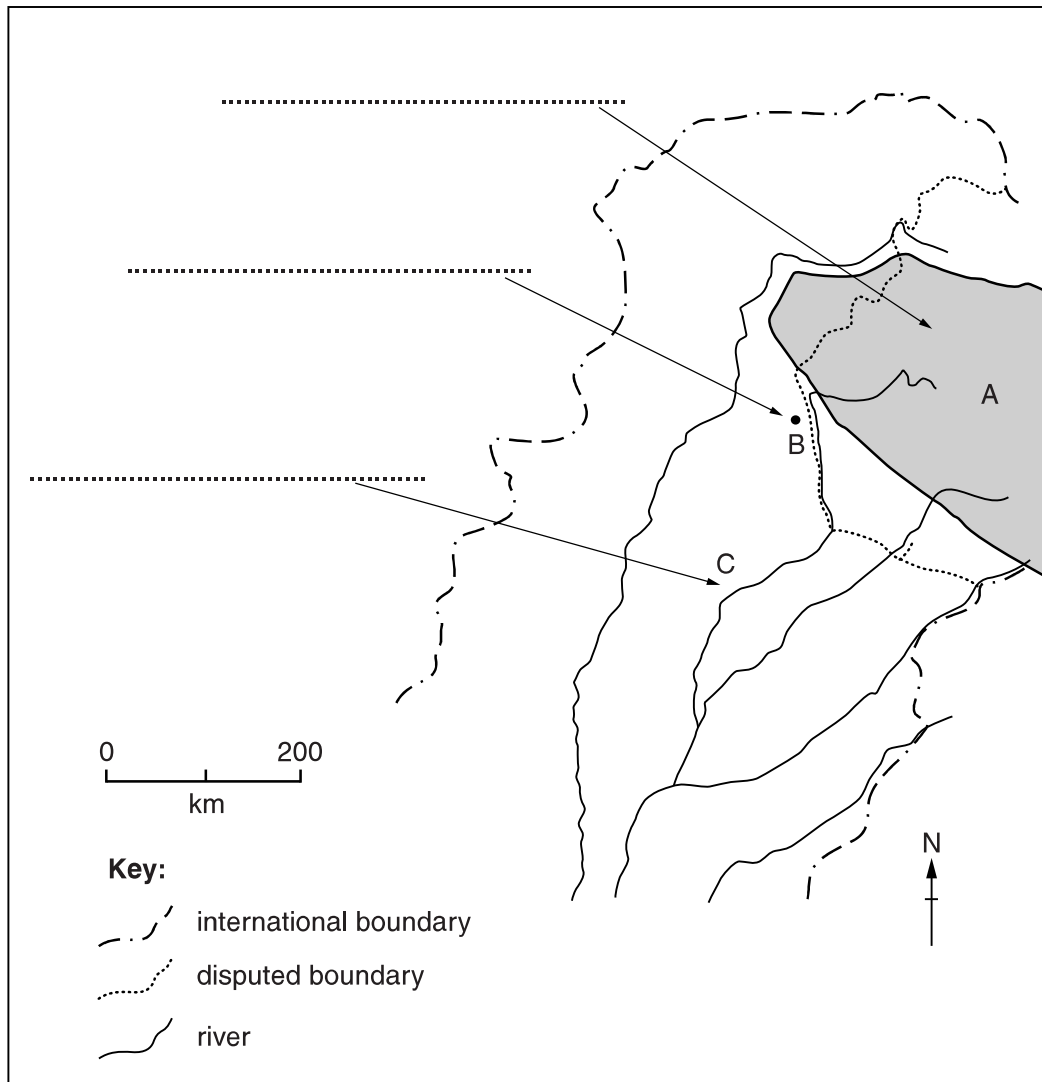 A
B
C
0 200
km
N
Key:
international boundary
disputed boundary
river